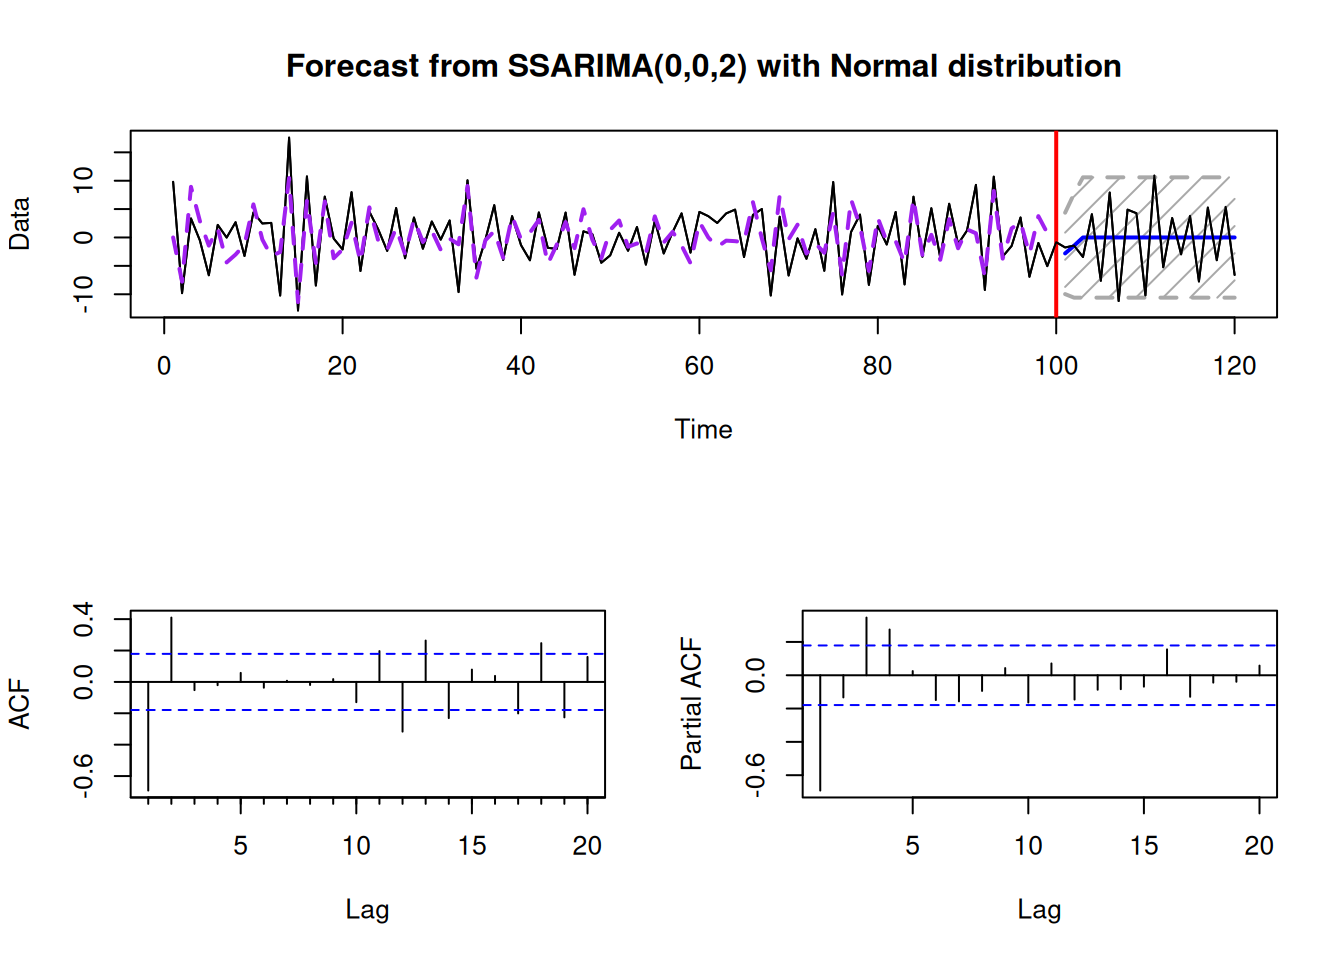 Forecast from SSARIMA(0,0,2) with Normal distribution
Data
10
0
-10
0 20 40 60 80 100 120
Time
ACF
0.4
0.0
-0.6
5 10 15 20
Lag
Partial ACF
0.0
-0.6
5 10 15 20
Lag